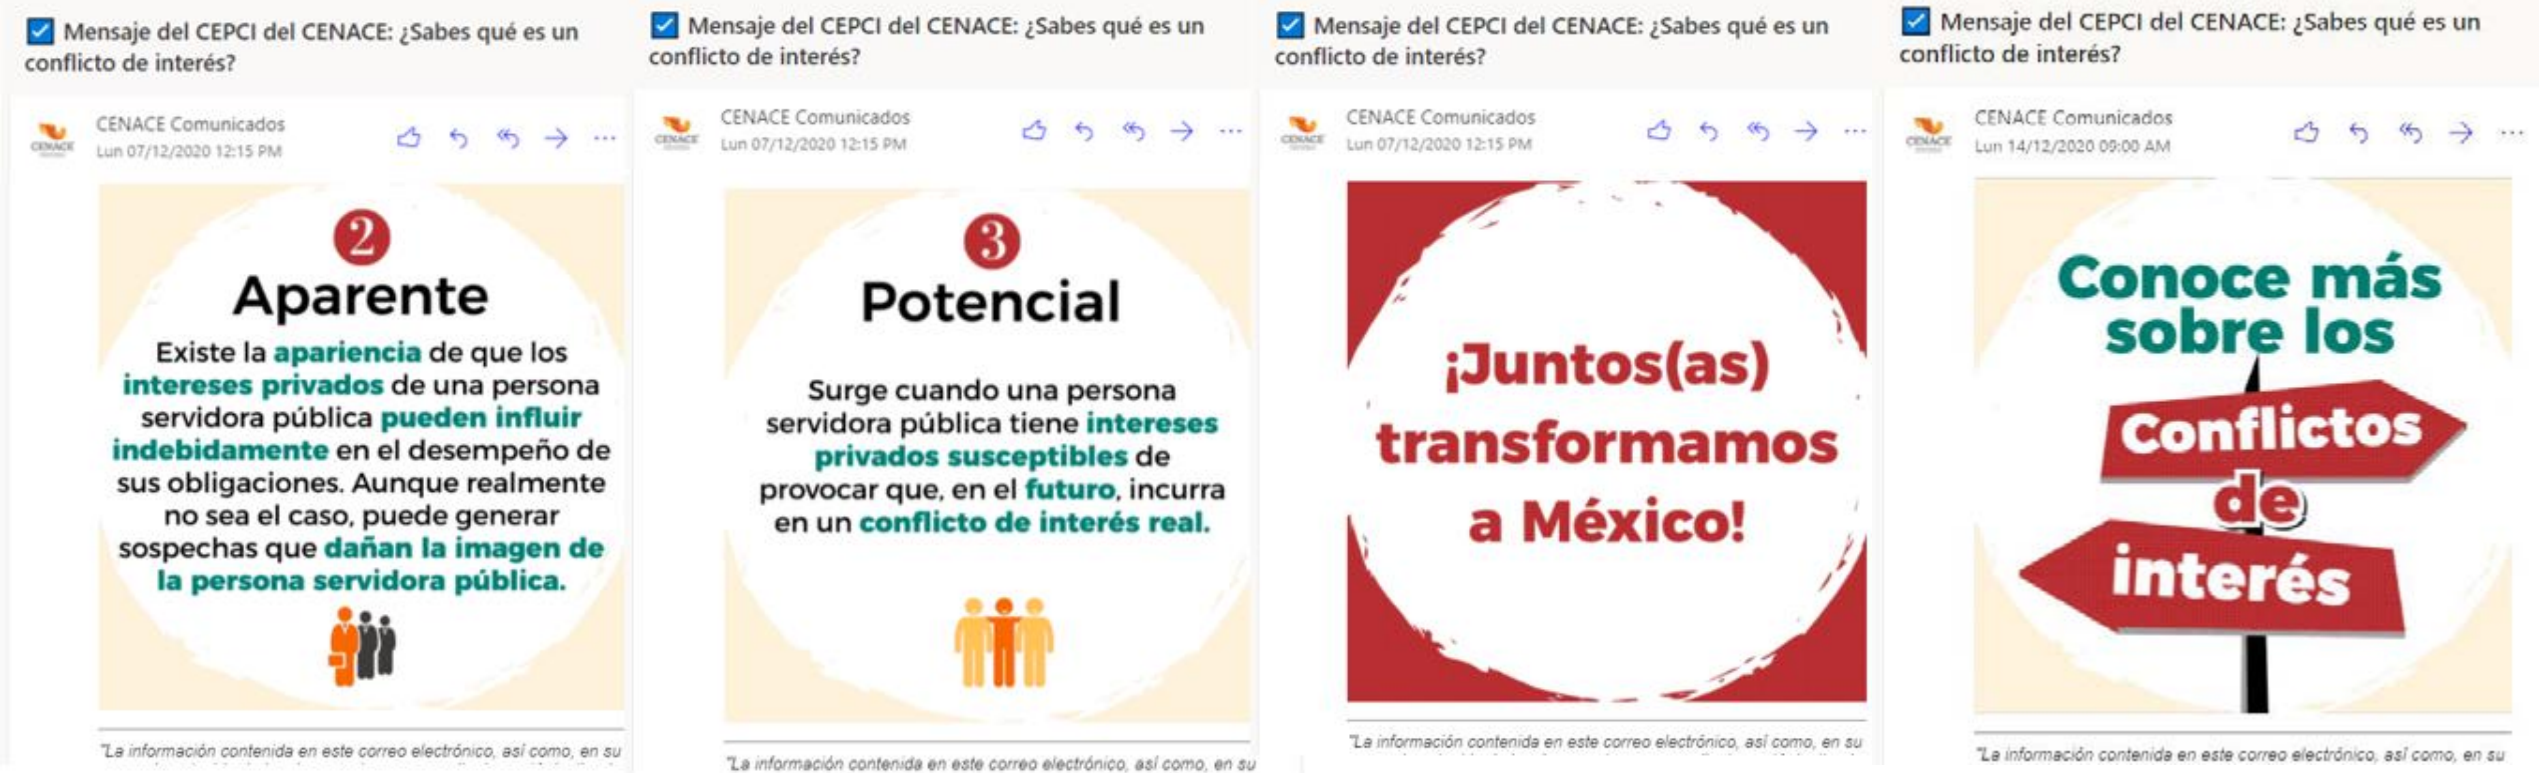 Mensaje del CEPCI del CENACE: ¿Sabes qué es un
conflicto de interés?
CENACE
CENACE Comunicados
Lun 07/12/2020 12:15 PM
2
Aparente
Existe la apariencia de que los
intereses privados de una persona
servidora pública pueden influir
indebidamente en el desempeño de
sus obligaciones. Aunque realmente
no sea el caso, puede generar
sospechas que dañan la imagen de
la persona servidora pública.
"La información contenida en este correo electrónico, así como, en su
Mensaje del CEPCI del CENACE: ¿Sabes qué es un
conflicto de interés?
CENACE
CENACE Comunicados
Lun 07/12/2020 12:15 PM
3
Potencial
Surge cuando una persona
servidora pública tiene intereses
privados susceptibles de
provocar que, en el futuro, incurra
en un conflicto de interés real.
"La información contenida en este correo electrónico, así como, en su
Mensaje del CEPCI del CENACE: ¿Sabes qué es un
conflicto de interés?
CENACE
CENACE Comunicados
Lun 07/12/2020 12:15 PM
¡Juntos(as)
transformamos
a México!
"La información contenida en este correo electrónico, así como, en su
Mensaje del CEPCI del CENACE: ¿Sabes qué es un
conflicto de interés?
CENACE
CENACE Comunicados
Lun 14/12/2020 09:00 AM
Conoce más
sobre los
Conflictos
de
interés
"La información contenida en este correo electrónico, así como, en su